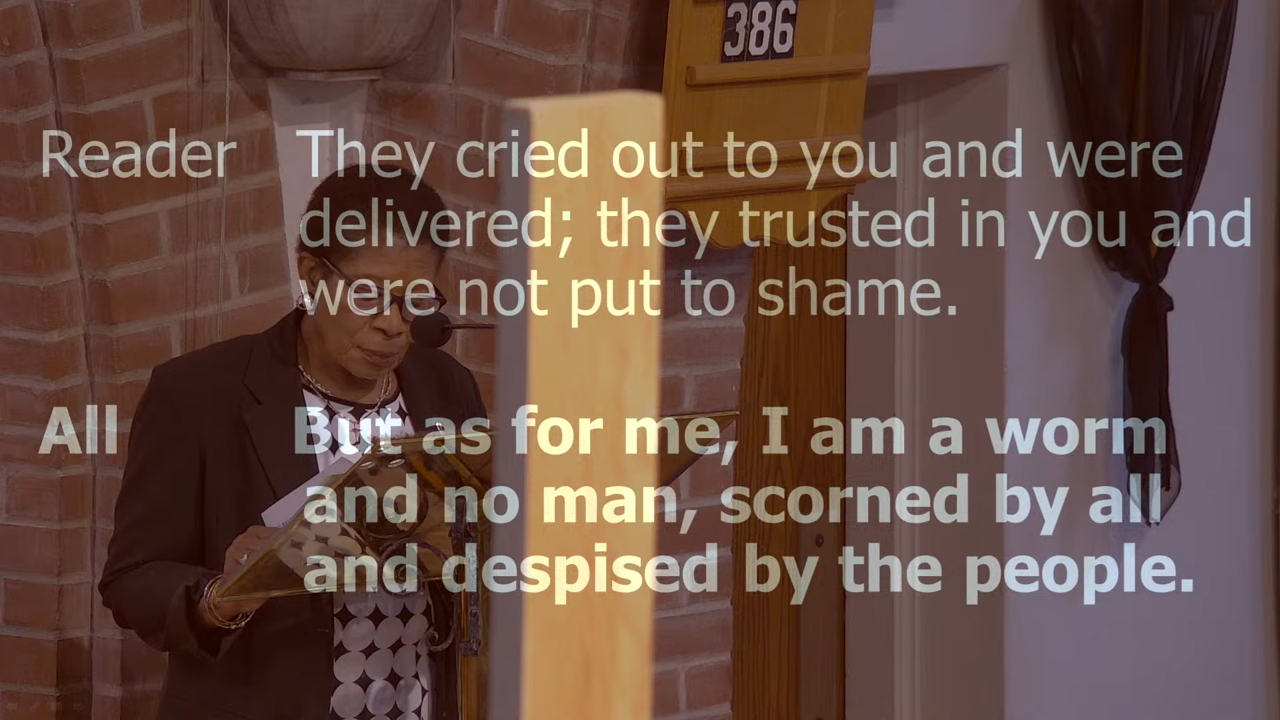 386
Reader They cried out to you and were
delivered; they trusted in you and
were not put to shame.
All But as for me, I am a worm
and no man, scorned by all
and despised by the people.